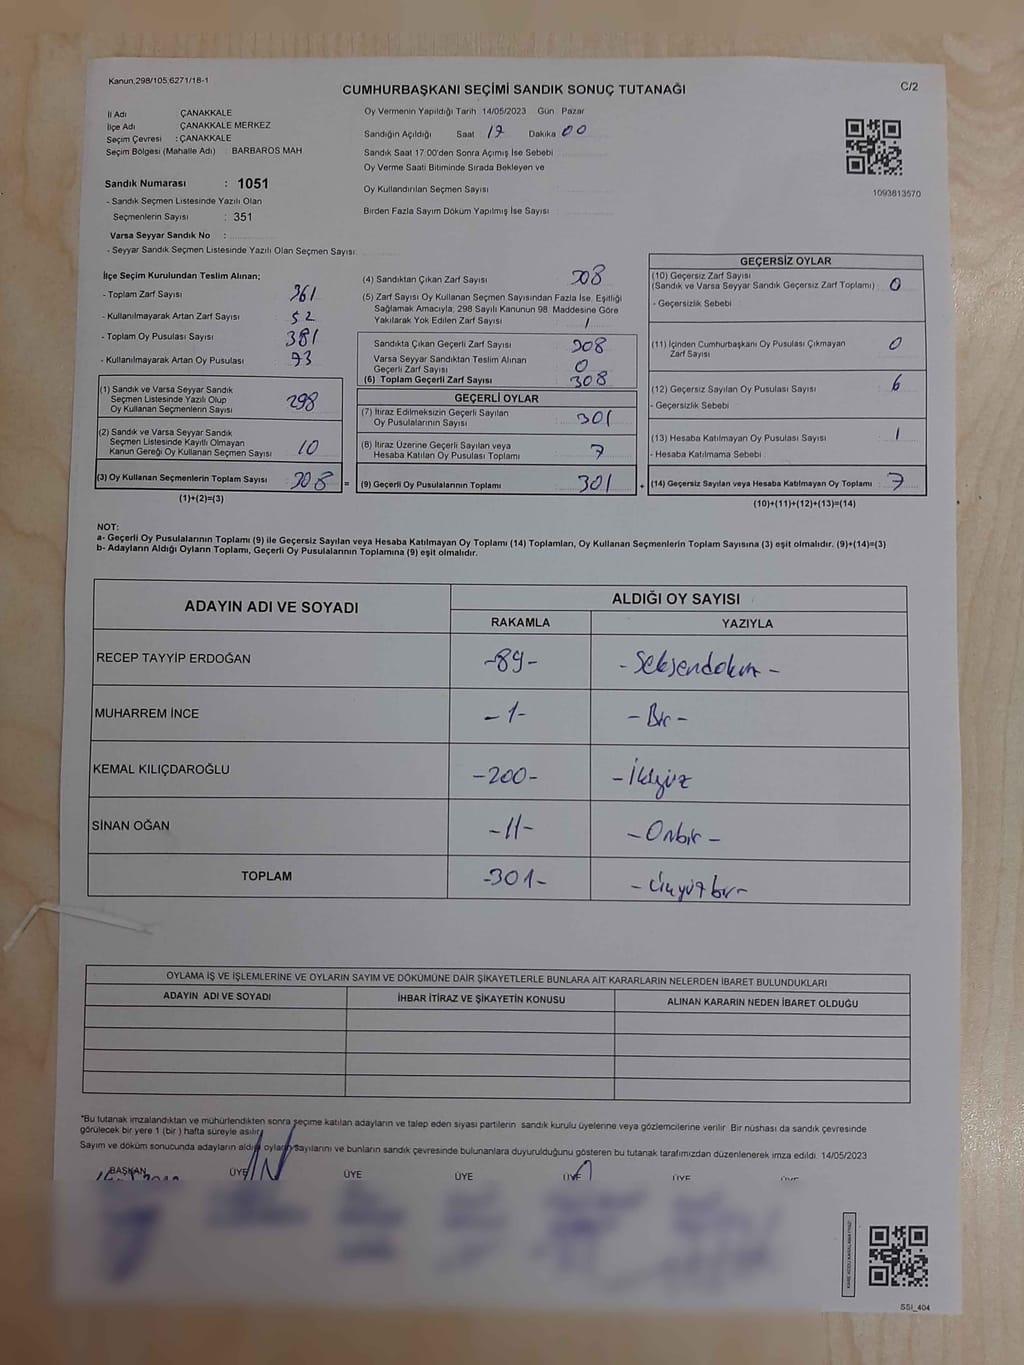 Kanun,298/105,6271/18-1
CUMHURBAŞKANI SEÇİMİ SANDIK SONUÇ TUTANAĞI
C/2
İl Adı ÇANAKKALE
İlçe Adı ÇANAKKALE MERKEZ
Seçim Çevresi : ÇANAKKALE
Seçim Bölgesi (Mahalle Adı) : BARBAROS MAH
Sandık Numarası : 1051
- Sandık Seçmen Listesinde Yazılı Olan
Seçmenlerin Sayısı : 351
Varsa Seyyar Sandık No :
- Seyyar Sandık Seçmen Listesinde Yazılı Olan Seçmen Sayısı:
Oy Vermenin Yapıldığı Tarih 14/05/2023 Gün Pazar
Sandığın Açıldığı Saat 17 Dakika 00
Sandık Saat 17:00'den Sonra Açımış İse Sebebi
Oy Verme Saati Bitiminde Sırada Bekleyen ve
Oy Kullandırılan Seçmen Sayısı
Birden Fazla Sayım Döküm Yapılmış İse Sayısı
1093813570
İlçe Seçim Kurulundan Teslim Alınan;
- Toplam Zarf Sayısı 361
- Kullanılmayarak Artan Zarf Sayısı 52
- Toplam Oy Pusulası Sayısı 381
- Kullanılmayarak Artan Oy Pusulası 73
(1) Sandık ve Varsa Seyyar Sandık
Seçmen Listesinde Yazılı Olup
Oy Kullanan Seçmenlerin Sayısı 298
(2) Sandık ve Varsa Seyyar Sandık
Seçmen Listesinde Kayıtlı Olmayan
Kanun Gereği Oy Kullanan Seçmen Sayısı 10
(3) Oy Kullanan Seçmenlerin Toplam Sayısı 308 =
(1)+(2)=(3)
(4) Sandıktan Çıkan Zarf Sayısı 308
(5) Zarf Sayısı Oy Kullanan Seçmen Sayısından Fazla İse, Eşitliği
Sağlamak Amacıyla, 298 Sayılı Kanunun 98. Maddesine Göre
Yakılarak Yok Edilen Zarf Sayısı /
Sandıkta Çıkan Geçerli Zarf Sayısı 308
Varsa Seyyar Sandıktan Teslim Alınan
Geçerli Zarf Sayısı 0
(6) Toplam Geçerli Zarf Sayısı 308
GEÇERLİ OYLAR
(7) İtiraz Edilmeksizin Geçerli Sayılan
Oy Pusulalarının Sayısı 301
(8) İtiraz Üzerine Geçerli Sayılan veya
Hesaba Katılan Oy Pusulası Toplamı 7
(9) Geçerli Oy Pusulalarının Toplamı 301 +
GEÇERSİZ OYLAR
(10) Geçersiz Zarf Sayısı
(Sandık ve Varsa Seyyar Sandık Geçersiz Zarf Toplamı) : 0
- Geçersizlik Sebebi
(11) İçinden Cumhurbaşkanı Oy Pusulası Çıkmayan
Zarf Sayısı 0
(12) Geçersiz Sayılan Oy Pusulası Sayısı 6
- Geçersizlik Sebebi
(13) Hesaba Katılmayan Oy Pusulası Sayısı 1
- Hesaba Katılmama Sebebi
(14) Geçersiz Sayılan veya Hesaba Katılmayan Oy Toplamı : 7
(10)+(11)+(12)+(13)=(14)
NOT:
a- Geçerli Oy Pusulalarının Toplamı (9) ile Geçersiz Sayılan veya Hesaba Katılmayan Oy Toplamı (14) Toplamları, Oy Kullanan Seçmenlerin Toplam Sayısına (3) eşit olmalıdır. (9)+(14)=(3)
b- Adayların Aldığı Oyların Toplamı, Geçerli Oy Pusulalarının Toplamına (9) eşit olmalıdır.
ADAYIN ADI VE SOYADI
ALDIĞI OY SAYISI
RAKAMLA YAZIYLA
RECEP TAYYİP ERDOĞAN -89- - Seksendokuz -
MUHARREM İNCE - 1- - Bir -
KEMAL KILIÇDAROĞLU -200- - İkiyüz
SİNAN OĞAN -11- - Onbir -
TOPLAM -301- - Üçyüzbir -
OYLAMA İŞ VE İŞLEMLERİNE VE OYLARIN SAYIM VE DÖKÜMÜNE DAİR ŞİKAYETLERLE BUNLARA AİT KARARLARIN NELERDEN İBARET BULUNDUKLARI
ADAYIN ADI VE SOYADI İHBAR İTİRAZ VE ŞİKAYETİN KONUSU ALINAN KARARIN NEDEN İBARET OLDUĞU
*Bu tutanak imzalandıktan ve mühürlendikten sonra seçime katılan adayların ve talep eden siyasi partilerin sandık kurulu üyelerine veya gözlemcilerine verilir. Bir nüshası da sandık çevresinde
görülecek bir yere 1 (bir) hafta süreyle asılır.
Sayım ve döküm sonucunda adayların aldığı oyların sayılarını ve bunların sandık çevresinde bulunanlara duyurulduğunu gösteren bu tutanak tarafımızdan düzenlenerek imza edildi. 14/05/2023
BAŞKAN ÜYE ÜYE ÜYE ÜYE ÜYE ÜYE
SSI_404